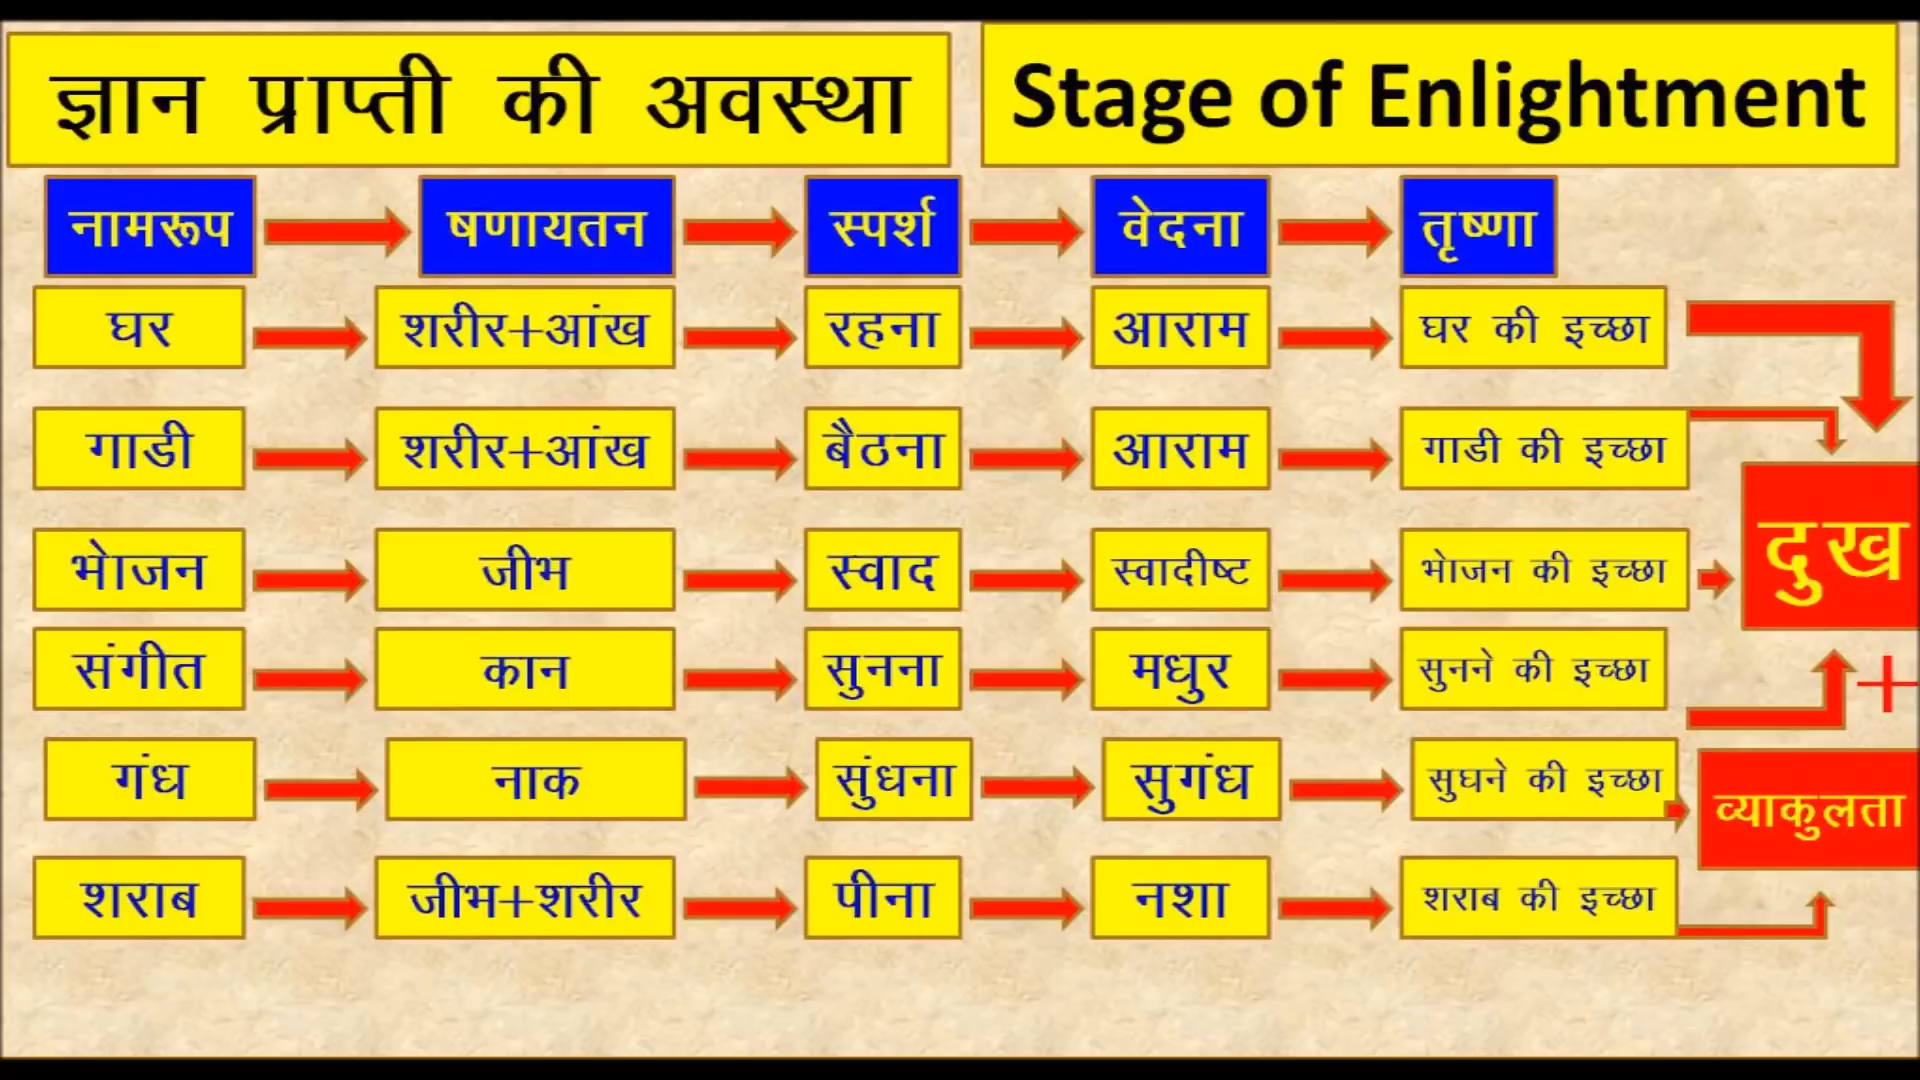 ज्ञान प्राप्ती की अवस्था
Stage of Enlightment
नामरूप षणायतन स्पर्श वेदना तृष्णा
घर शरीर+आंख रहना आराम घर की इच्छा
गाडी शरीर+आंख बैठना आराम गाडी की इच्छा
दुख
भोजन जीभ स्वाद स्वादीष्ट भोजन की इच्छा
संगीत कान सुनना मधुर सुनने की इच्छा
+
गंध नाक सुंधना सुगंध सुघने की इच्छा
व्याकुलता
शराब जीभ+शरीर पीना नशा शराब की इच्छा